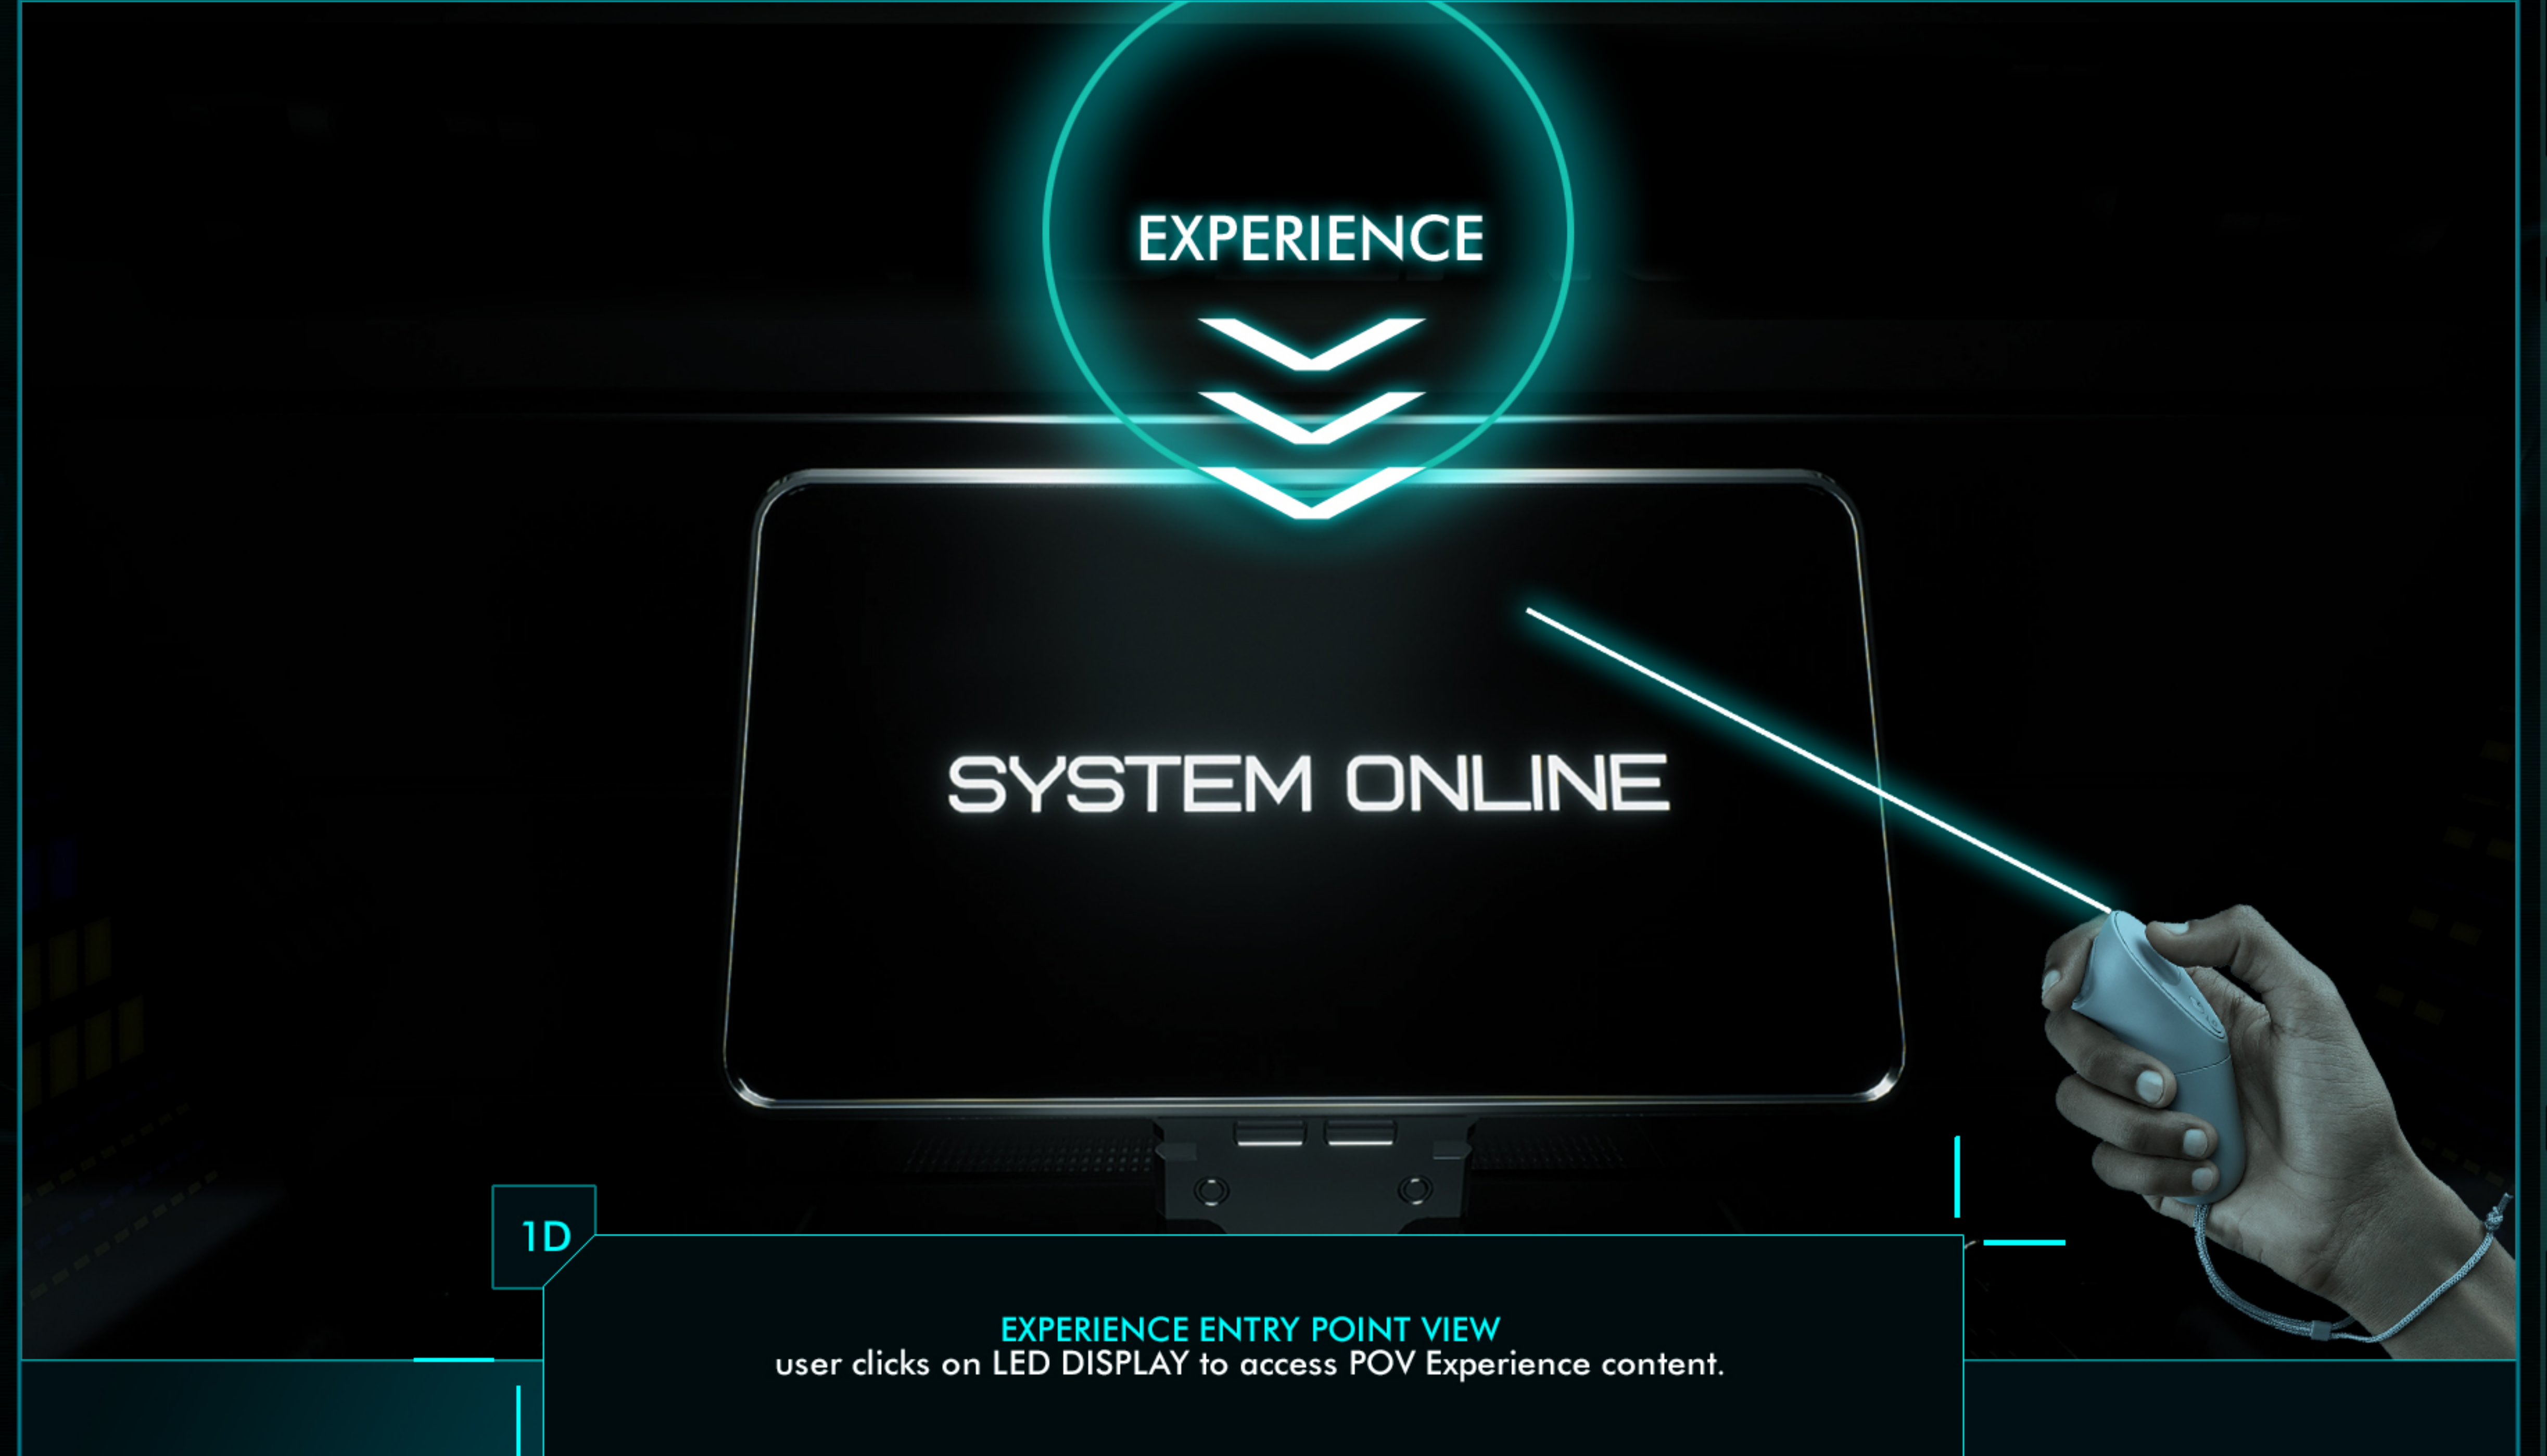 EXPERIENCE
SYSTEM ONLINE
1D
EXPERIENCE ENTRY POINT VIEW
user clicks on LED DISPLAY to access POV Experience content.